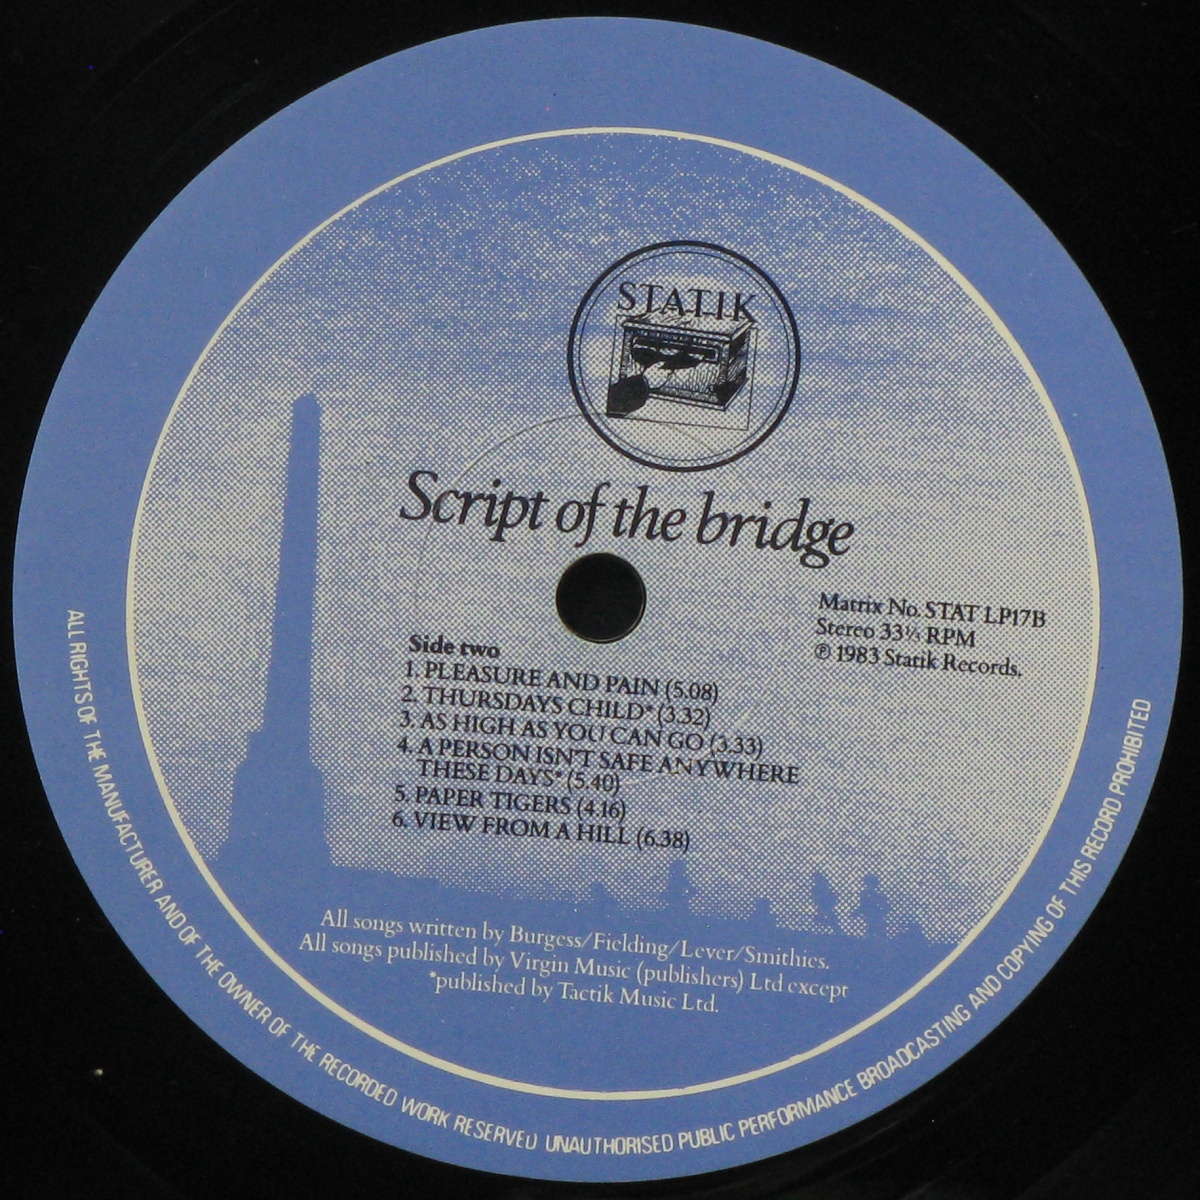 STATIK
Script of the bridge
Matrix No. STAT LP17B
Stereo 33⅓ RPM
℗ 1983 Statik Records.
Side two
1. PLEASURE AND PAIN (5.08)
2. THURSDAYS CHILD* (3.32)
3. AS HIGH AS YOU CAN GO (3.33)
4. A PERSON ISN'T SAFE ANYWHERE
THESE DAYS* (5.40)
5. PAPER TIGERS (4.16)
6. VIEW FROM A HILL (6.38)
All songs written by Burgess/Fielding/Lever/Smithies.
All songs published by Virgin Music (publishers) Ltd except
*published by Tactik Music Ltd.
ALL RIGHTS OF THE MANUFACTURER AND OF THE OWNER OF THE RECORDED WORK RESERVED UNAUTHORISED PUBLIC PERFORMANCE BROADCASTING AND COPYING OF THIS RECORD PROHIBITED